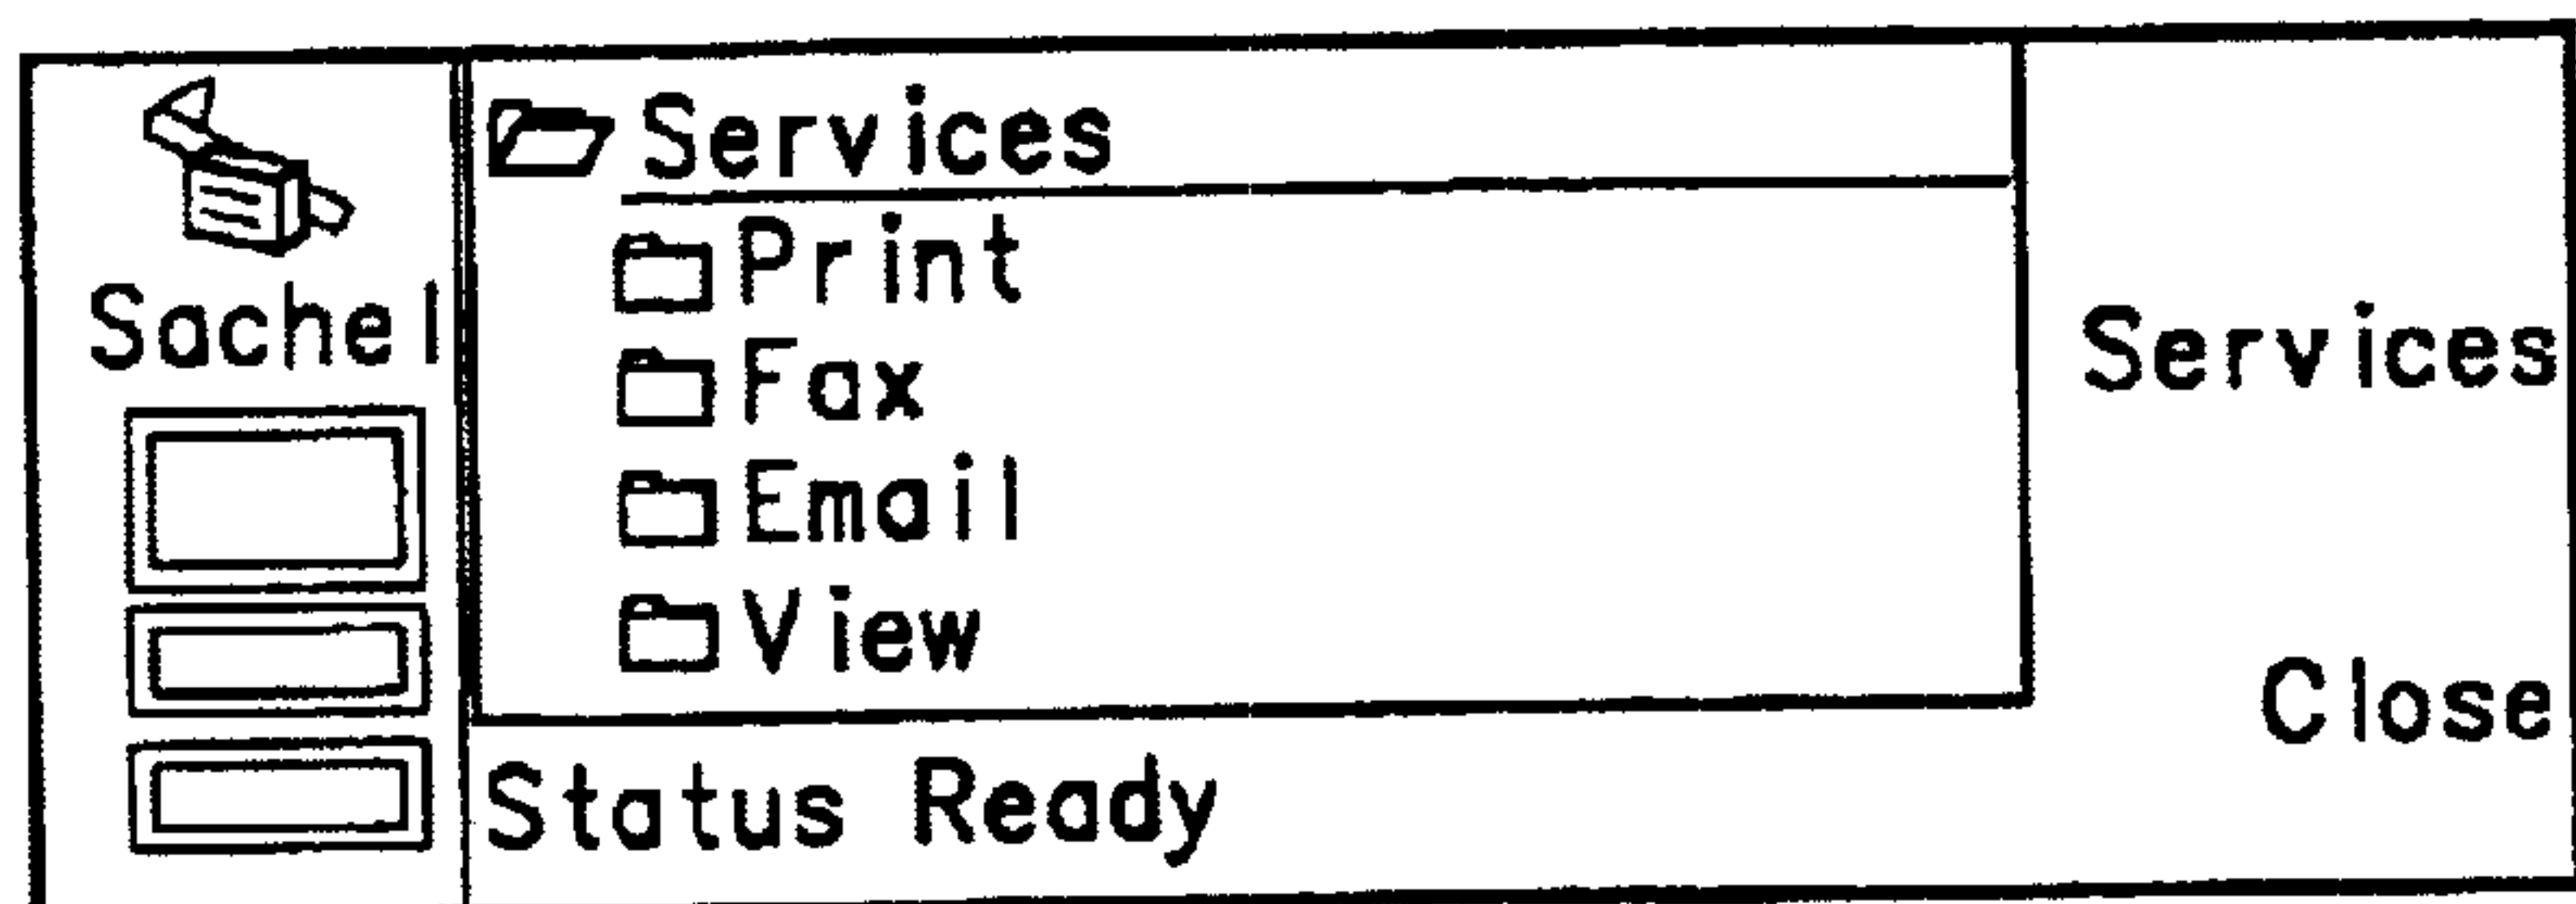 Sachel
Services
Print
Fax
Email
View
Status Ready
Services
Close